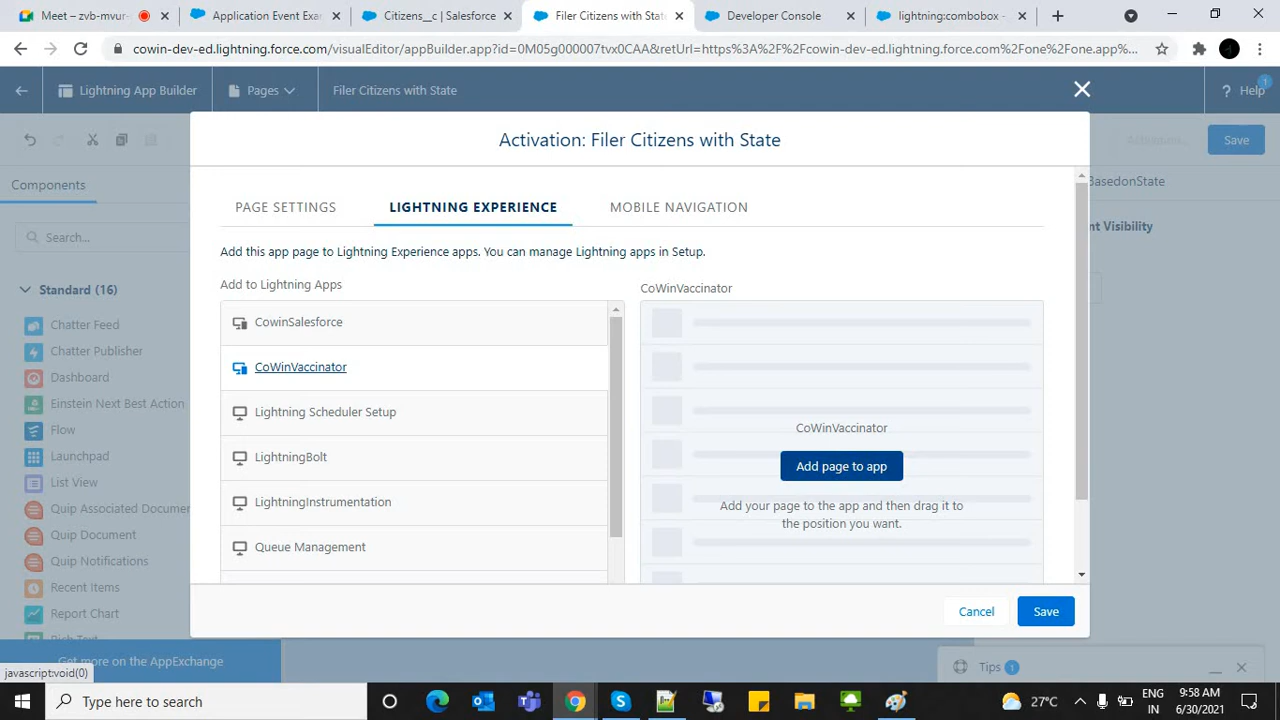 Meet – zvb-mvur-
Application Event Exa
Citizens__c | Salesforce
Filer Citizens with Stat
Developer Console
lightning:combobox -
cowin-dev-ed.lightning.force.com/visualEditor/appBuilder.app?id=0M05g000007tvx0CAA&retUrl=https%3A%2F%2Fcowin-dev-ed.lightning.force.com%2Fone%2Fone.app%...
Lightning App Builder
Pages
Filer Citizens with State
? Help
1
Activation: Filer Citizens with State
Activation...
Save
Components
BasedonState
PAGE SETTINGS
LIGHTNING EXPERIENCE
MOBILE NAVIGATION
nt Visibility
Search...
Add this app page to Lightning Experience apps. You can manage Lightning apps in Setup.
Add to Lightning Apps
CoWinVaccinator
Standard (16)
Chatter Feed
Chatter Publisher
Dashboard
Einstein Next Best Action
Flow
Launchpad
List View
Quip Associated Documen
Quip Document
Quip Notifications
Recent Items
Report Chart
Rich Text
CowinSalesforce
CoWinVaccinator
Lightning Scheduler Setup
LightningBolt
LightningInstrumentation
Queue Management
CoWinVaccinator
Add page to app
Add your page to the app and then drag it to
the position you want.
Cancel
Save
Get more on the AppExchange
javascript:void(0)
Tips 1
Type here to search
27°C
ENG
IN
9:58 AM
6/30/2021